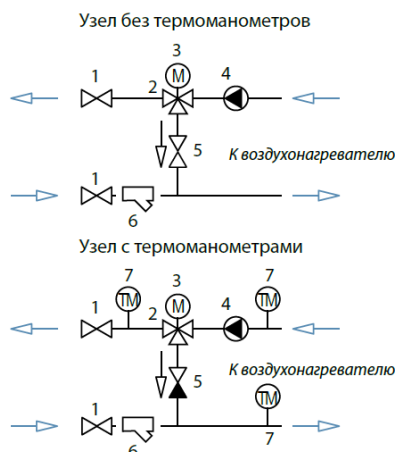 Узел без термоманометров
3
1 2 М 4
5
К воздухонагревателю
1
6
Узел с термоманометрами
7 3 7
1 ТМ 2 М 4 ТМ
5
К воздухонагревателю
1 ТМ
6 7